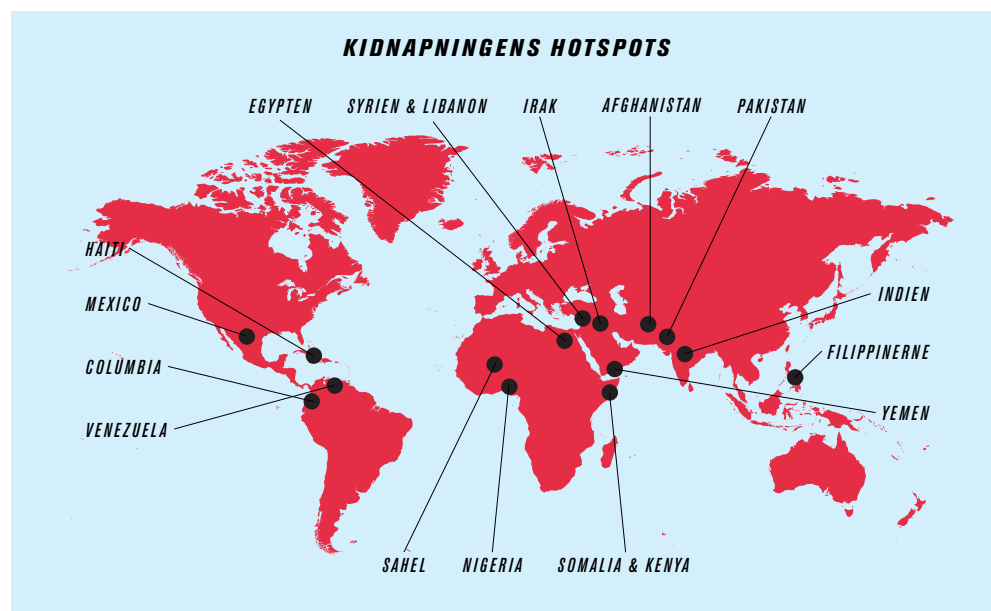 KIDNAPNINGENS HOTSPOTS
EGYPTEN
SYRIEN & LIBANON
IRAK
AFGHANISTAN
PAKISTAN
HAITI
MEXICO
COLUMBIA
VENEZUELA
INDIEN
FILIPPINERNE
YEMEN
SAHEL
NIGERIA
SOMALIA & KENYA